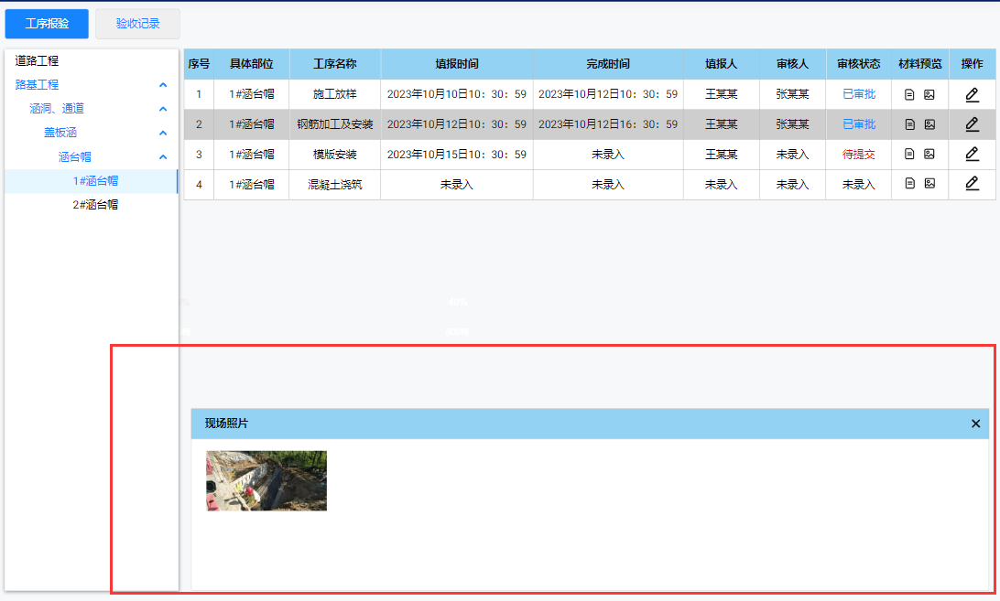 工序报验 验收记录
道路工程
路基工程
涵洞、通道
盖板涵
涵台帽
1#涵台帽
2#涵台帽
序号 具体部位 工序名称 填报时间 完成时间 填报人 审核人 审核状态 材料预览 操作
1 1#涵台帽 施工放样 2023年10月10日10：30：59 2023年10月12日10：30：59 王某某 张某某 已审批
2 1#涵台帽 钢筋加工及安装 2023年10月12日10：30：59 2023年10月12日16：30：59 王某某 张某某 已审批
3 1#涵台帽 模版安装 2023年10月15日10：30：59 未录入 王某某 未录入 待提交
4 1#涵台帽 混凝土浇筑 未录入 未录入 未录入 未录入 未录入
现场照片